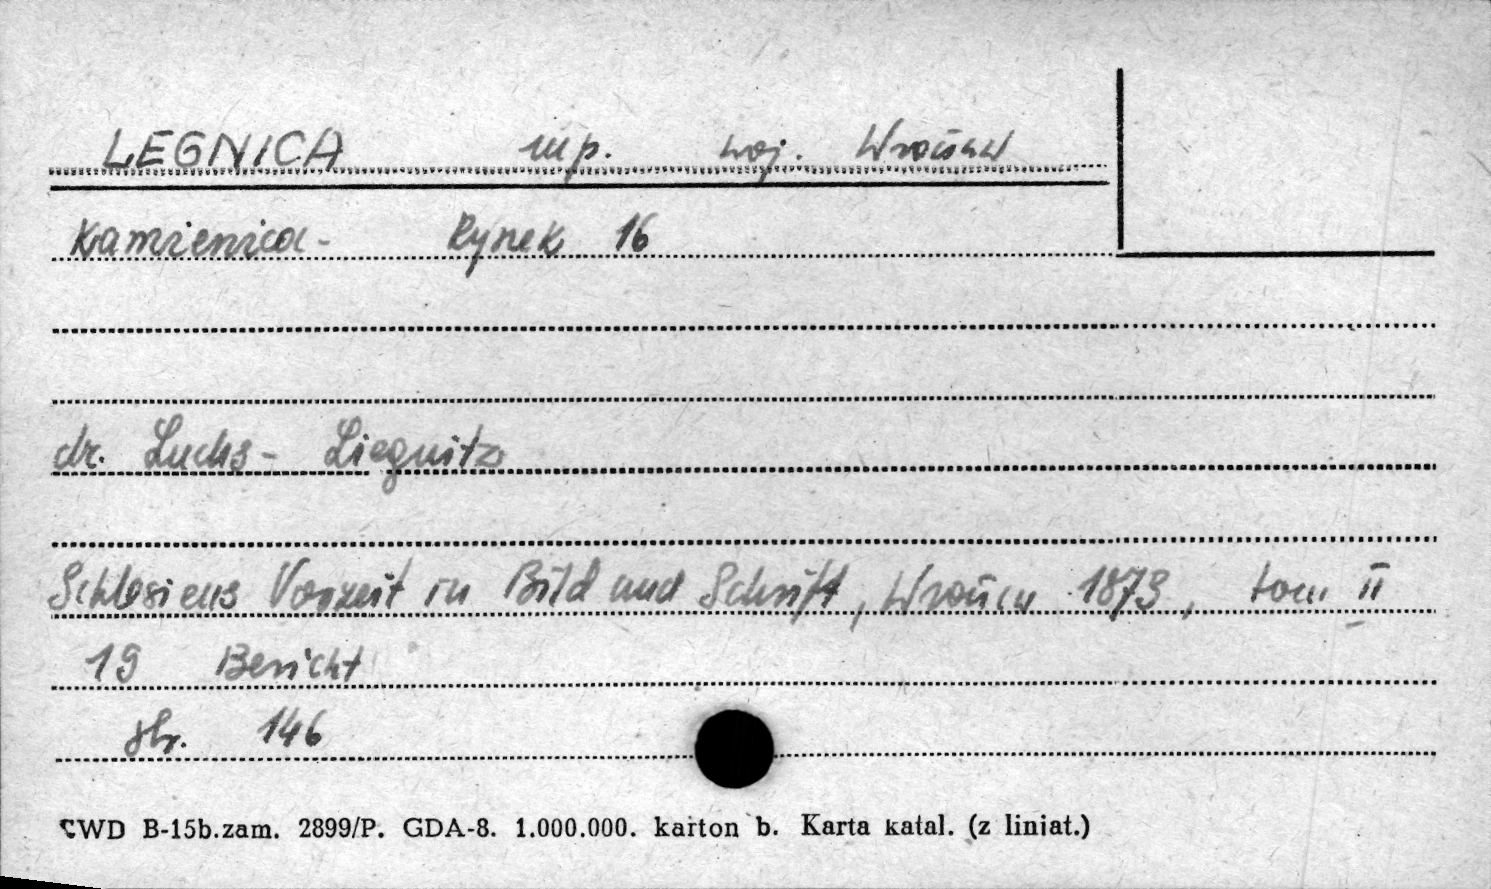 LEGNICA mp. woj. Wrocław
Kamienica - Rynek 16
dr. Luchs - Liegnitz
Schlesiens Vorzeit in Bild und Schrift, Wrocław 1873, tom II
19 Bericht
str. 146
CWD B-15b.zam. 2899/P. GDA-8. 1.000.000. karton b. Karta katal. (z liniat.)